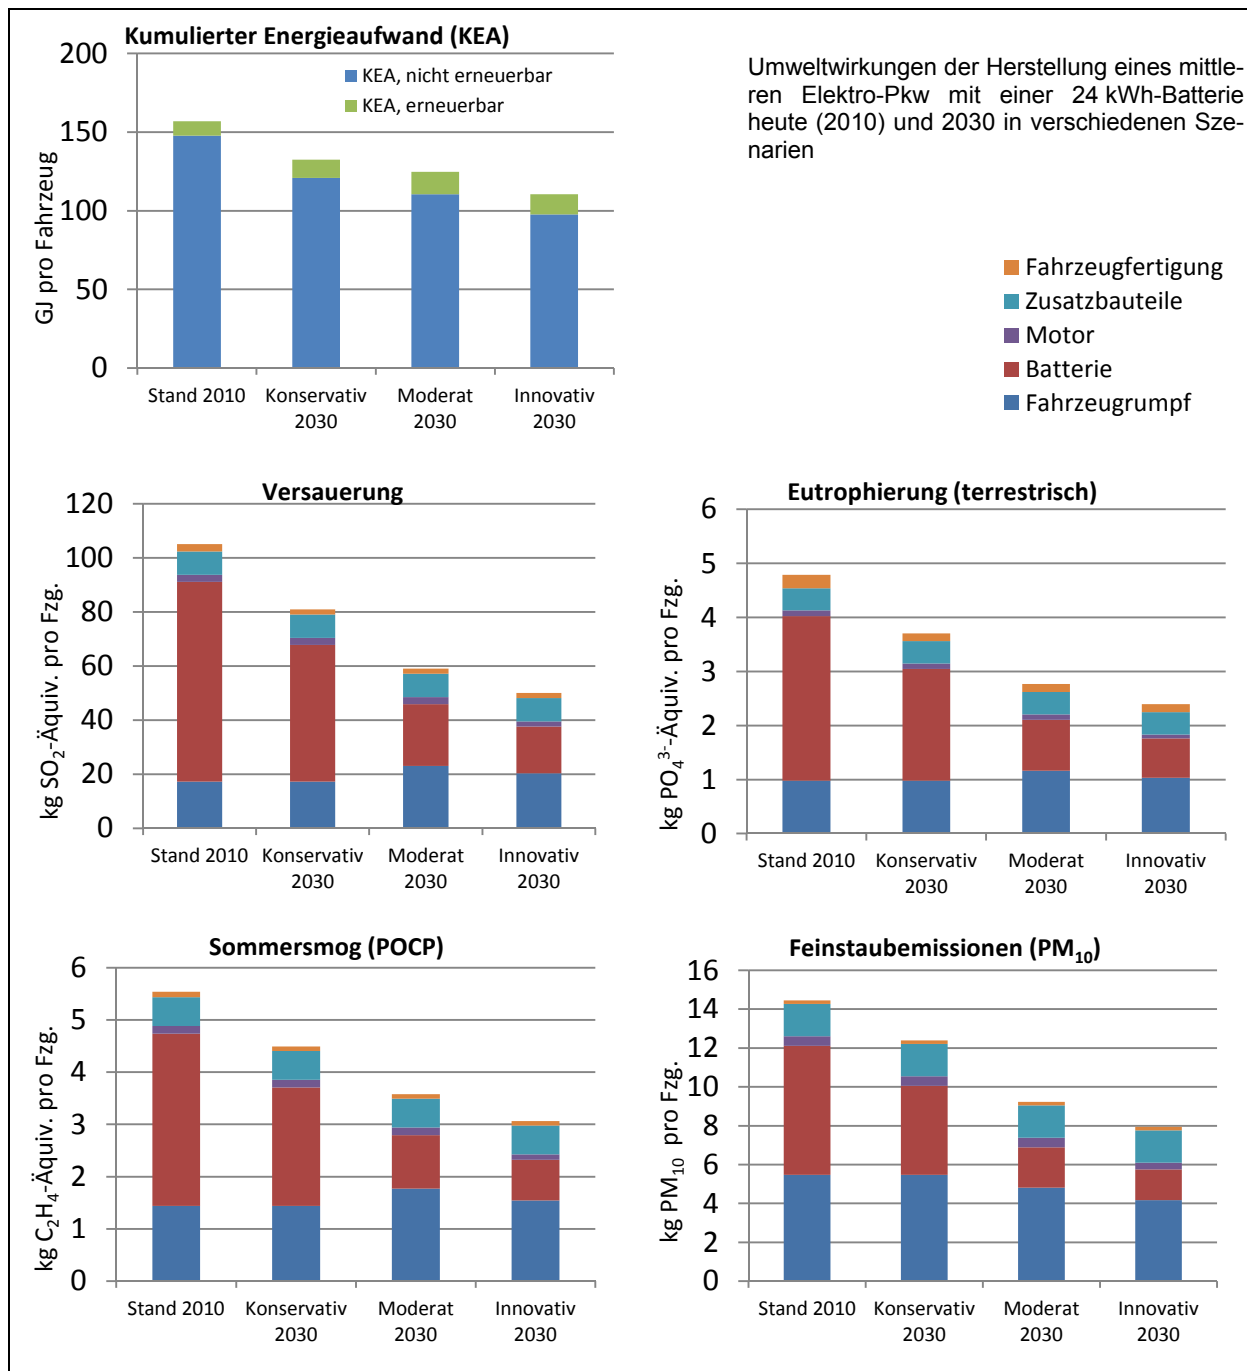 Kumulierter Energieaufwand (KEA)
200
150
100
50
0
GJ pro Fahrzeug
KEA, nicht erneuerbar
KEA, erneuerbar
Stand 2010
Konservativ
2030
Moderat
2030
Innovativ
2030
Umweltwirkungen der Herstellung eines mittle-
ren Elektro-Pkw mit einer 24 kWh-Batterie
heute (2010) und 2030 in verschiedenen Sze-
narien
Fahrzeugfertigung
Zusatzbauteile
Motor
Batterie
Fahrzeugrumpf
Versauerung
120
100
80
60
40
20
0
kg SO₂-Äquiv. pro Fzg.
Stand 2010
Konservativ
2030
Moderat
2030
Innovativ
2030
Eutrophierung (terrestrisch)
6
5
4
3
2
1
0
kg PO₄³⁻-Äquiv. pro Fzg.
Stand 2010
Konservativ
2030
Moderat
2030
Innovativ
2030
Sommersmog (POCP)
6
5
4
3
2
1
0
kg C₂H₄-Äquiv. pro Fzg.
Stand 2010
Konservativ
2030
Moderat
2030
Innovativ
2030
Feinstaubemissionen (PM₁₀)
16
14
12
10
8
6
4
2
0
kg PM₁₀ pro Fzg.
Stand 2010
Konservativ
2030
Moderat
2030
Innovativ
2030